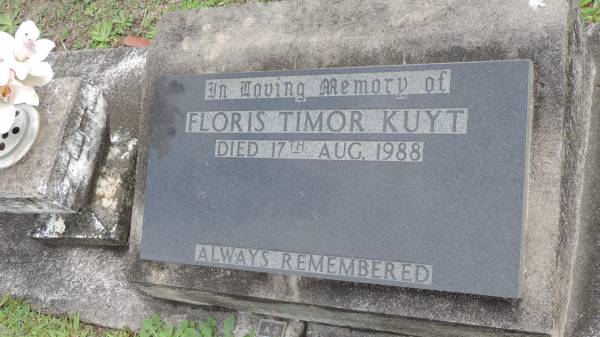 In Loving Memory of
FLORIS TIMOR KUYT
DIED 17TH AUG. 1988
ALWAYS REMEMBERED